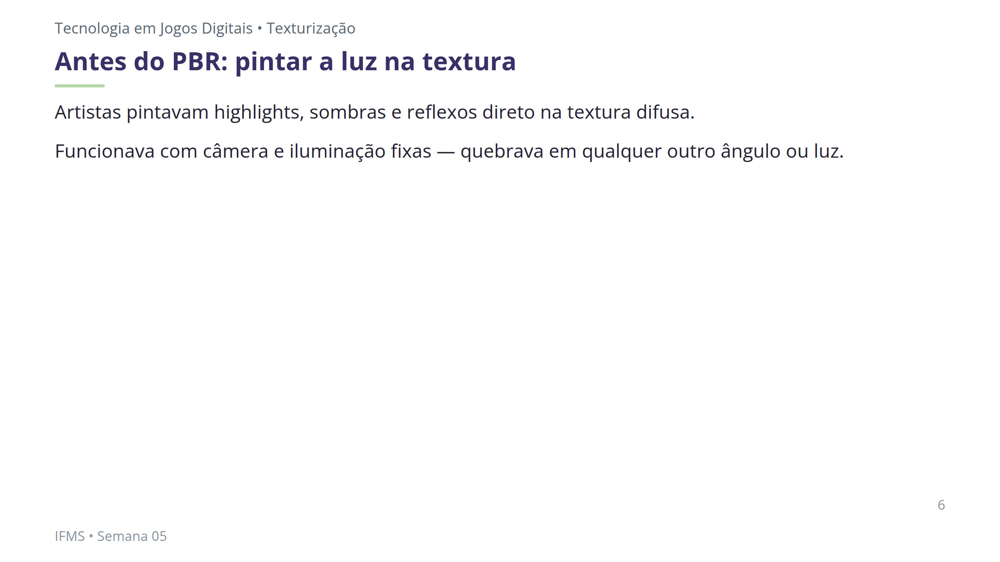 Tecnologia em Jogos Digitais • Texturização
Antes do PBR: pintar a luz na textura
Artistas pintavam highlights, sombras e reflexos direto na textura difusa.
Funcionava com câmera e iluminação fixas — quebrava em qualquer outro ângulo ou luz.
6
IFMS • Semana 05